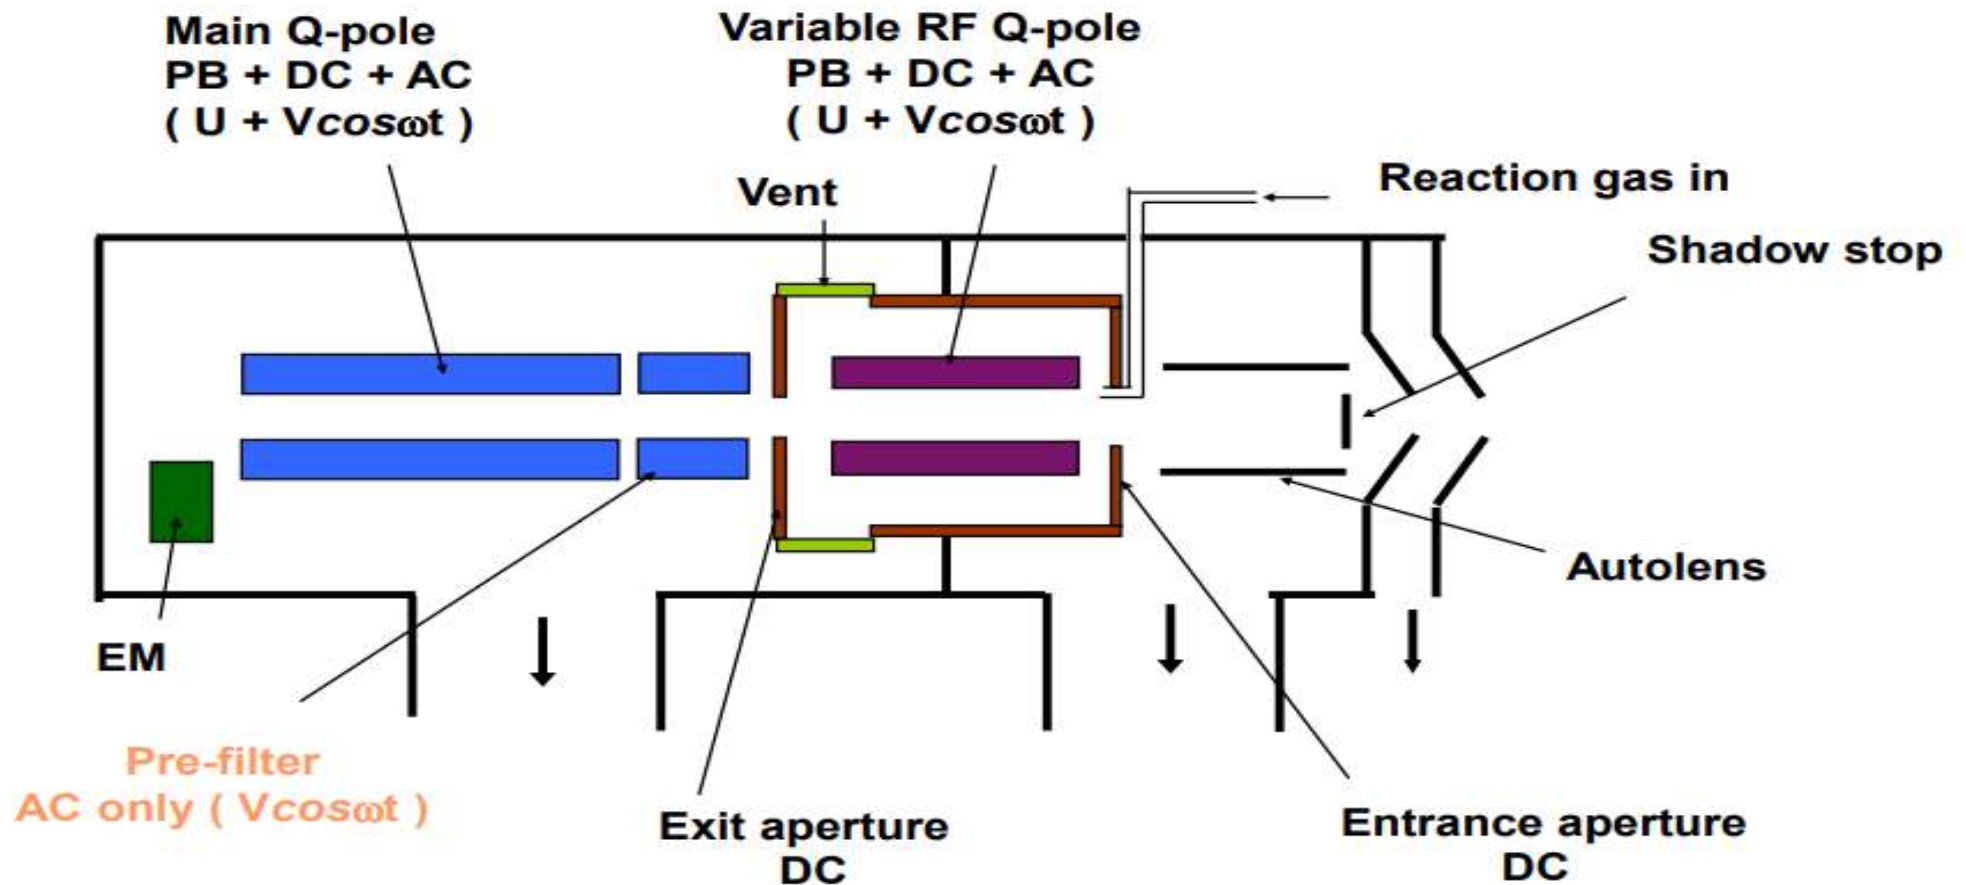 Main Q-pole
PB + DC + AC
( U + Vcosωt )
Variable RF Q-pole
PB + DC + AC
( U + Vcosωt )
Vent
Reaction gas in
Shadow stop
Autolens
EM
Pre-filter
AC only ( Vcosωt )
Exit aperture
DC
Entrance aperture
DC